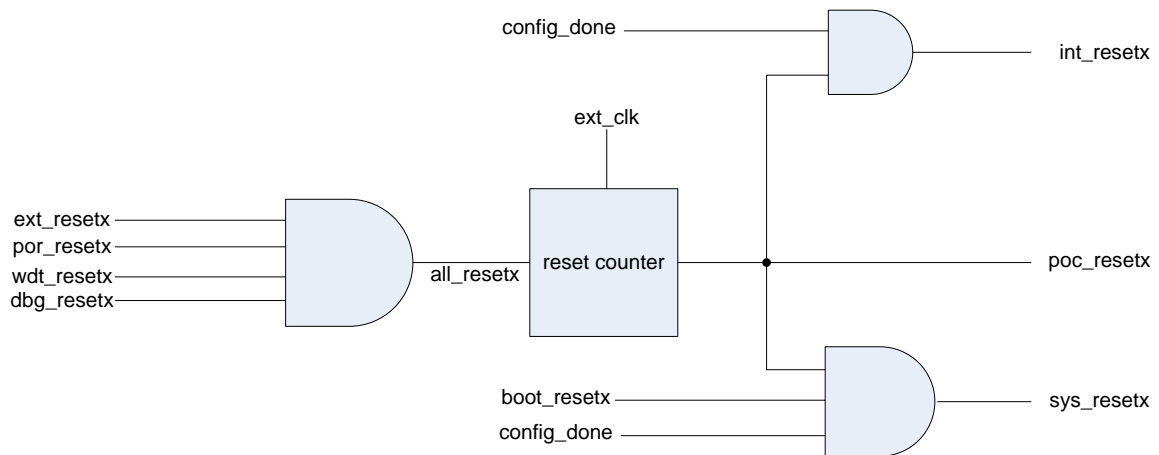 config_done
int_resetx
ext_clk
ext_resetx
por_resetx
wdt_resetx
dbg_resetx
all_resetx
reset counter
poc_resetx
boot_resetx
config_done
sys_resetx